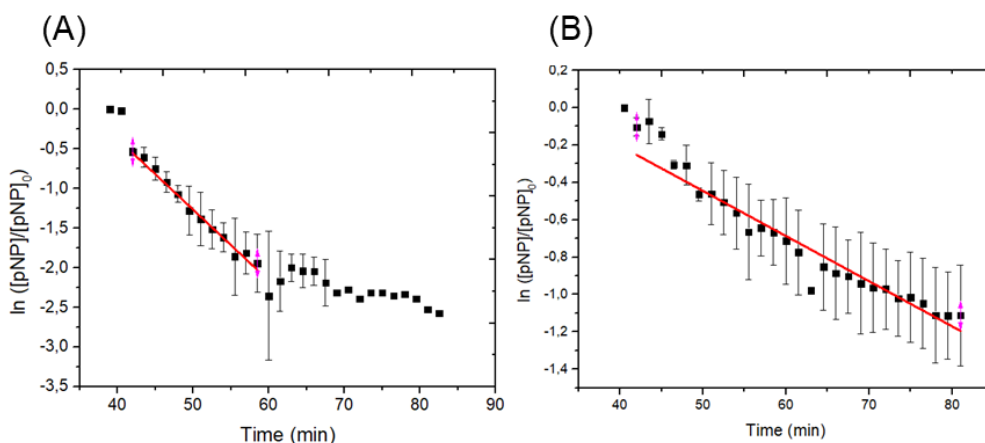 (A)
ln ([pNP]/[pNP]₀)
0,0
-0,5
-1,0
-1,5
-2,0
-2,5
-3,0
-3,5
40 50 60 70 80 90
Time (min)
(B)
ln ([pNP]/[pNP]₀)
0,2
0,0
-0,2
-0,4
-0,6
-0,8
-1,0
-1,2
-1,4
40 50 60 70 80
Time (min)